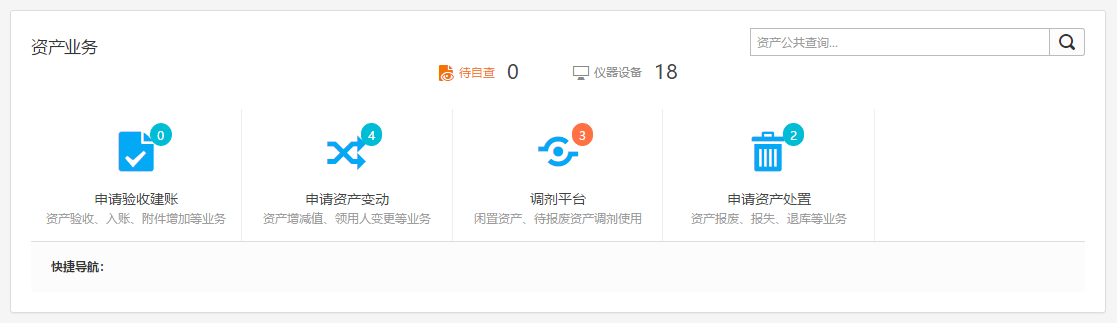 资产业务
资产公共查询...
待自查 0 仪器设备 18
0 4 3 2
申请验收建账 申请资产变动 调剂平台 申请资产处置
资产验收、入账、附件增加等业务 资产增减值、领用人变更等业务 闲置资产、待报废资产调剂使用 资产报废、报失、退库等业务
快捷导航：